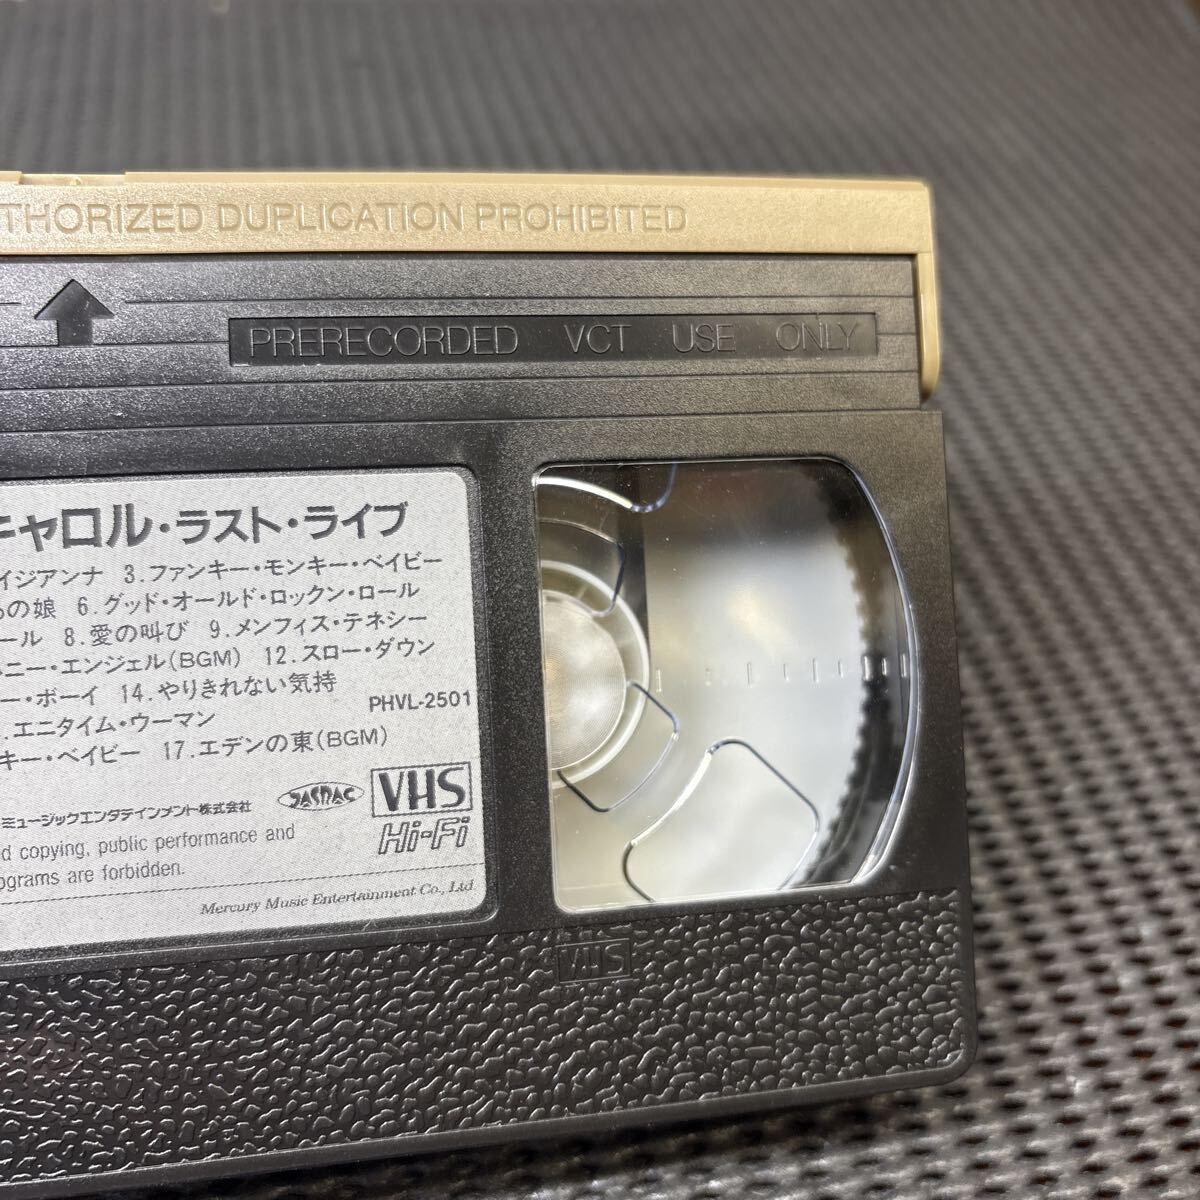 THORIZED DUPLICATION PROHIBITED
PRERECORDED VCT USE ONLY
キャロル・ラスト・ライブ
イジアンナ 3.ファンキー・モンキー・ベイビー
の娘 6.グッド・オールド・ロックン・ロール
ール 8.愛の叫び 9.メンフィス・テネシー
ニー・エンジェル(BGM) 12.スロー・ダウン
ー・ボーイ 14.やりきれない気持
PHVL-2501
.エニタイム・ウーマン
キー・ベイビー 17.エデンの東(BGM)
JASRAC VHS
ミュージックエンタテインメント株式会社
Hi-Fi
d copying, public performance and
ograms are forbidden.
Mercury Music Entertainment Co., Ltd.
VHS